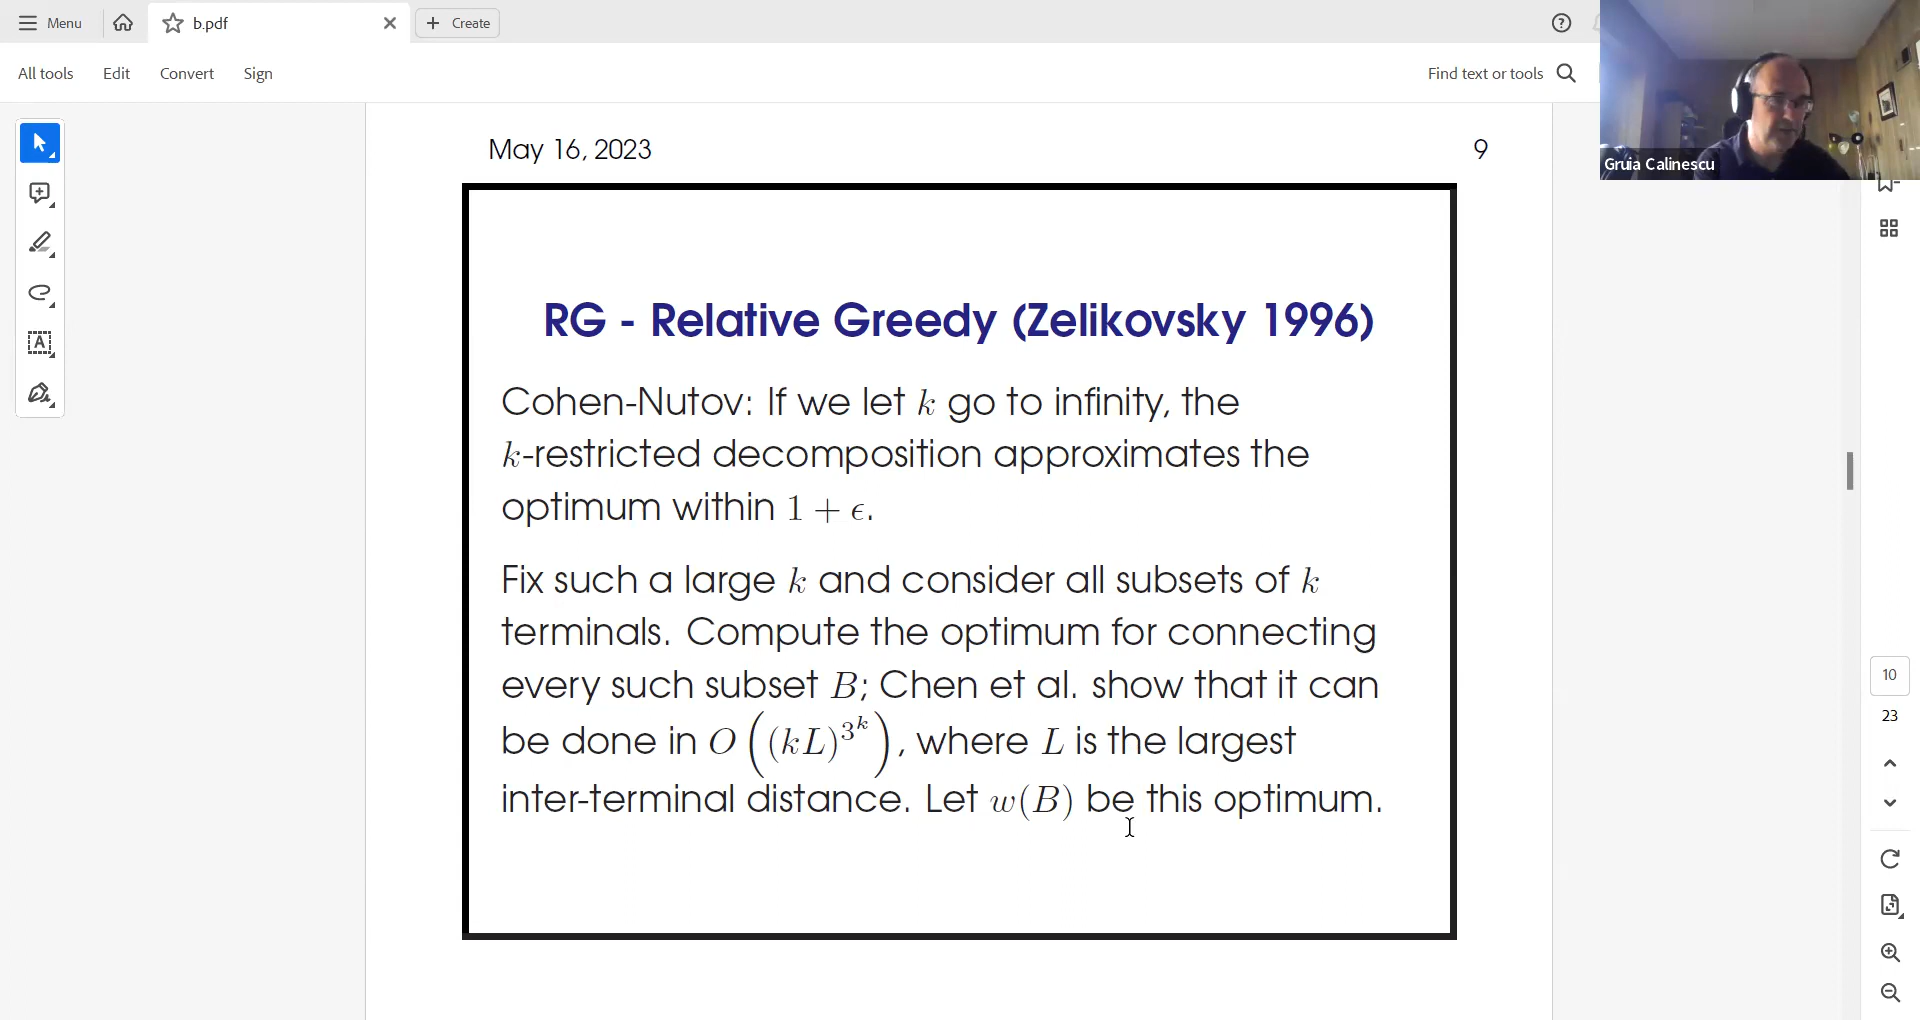 Menu
b.pdf
Create
All tools
Edit
Convert
Sign
Find text or tools
Gruia Calinescu
May 16, 2023
9
RG - Relative Greedy (Zelikovsky 1996)
Cohen-Nutov: If we let k go to infinity, the
k-restricted decomposition approximates the
optimum within 1 + ϵ.
Fix such a large k and consider all subsets of k
terminals. Compute the optimum for connecting
every such subset B; Chen et al. show that it can
be done in O((kL)^{3^k}), where L is the largest
inter-terminal distance. Let w(B) be this optimum.
10
23